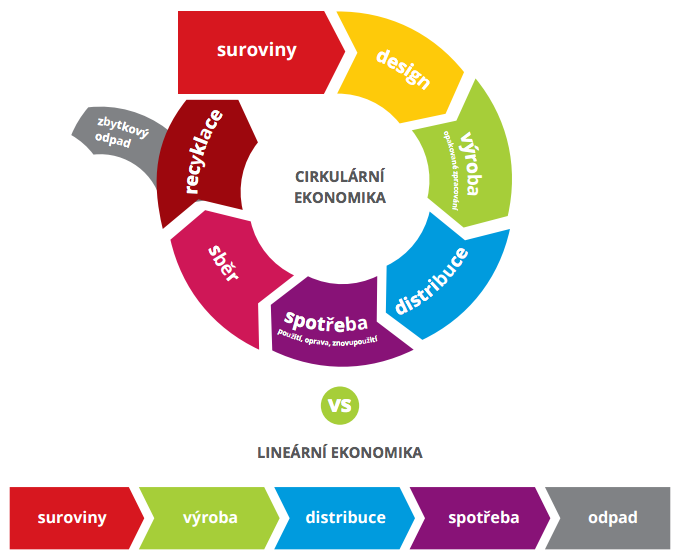 suroviny
design
výroba
opakované zpracování
distribuce
spotřeba
použití, oprava, znovupoužití
sběr
recyklace
zbytkový
odpad
CIRKULÁRNÍ
EKONOMIKA
VS
LINEÁRNÍ EKONOMIKA
suroviny
výroba
distribuce
spotřeba
odpad